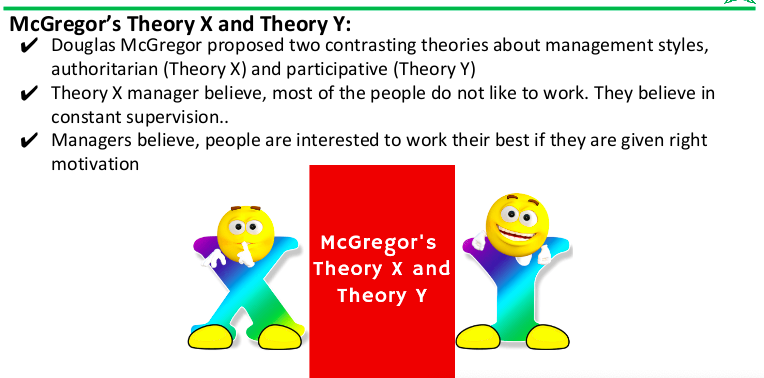 McGregor’s Theory X and Theory Y:
✔ Douglas McGregor proposed two contrasting theories about management styles,
authoritarian (Theory X) and participative (Theory Y)
✔ Theory X manager believe, most of the people do not like to work. They believe in
constant supervision..
✔ Managers believe, people are interested to work their best if they are given right
motivation
McGregor's
Theory X and
Theory Y
X
Y